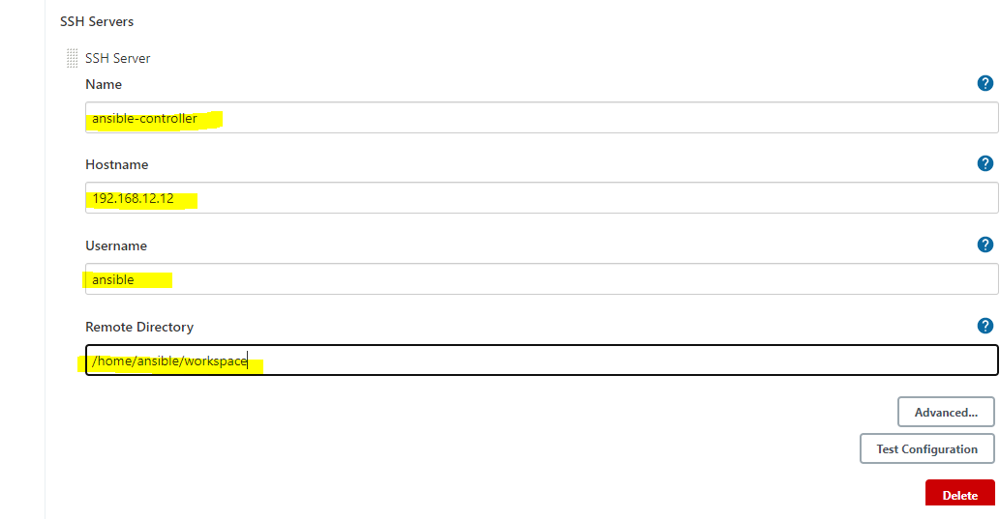 SSH Servers
SSH Server
Name
?
ansible-controller
Hostname
?
192.168.12.12
Username
?
ansible
Remote Directory
?
/home/ansible/workspace
Advanced...
Test Configuration
Delete